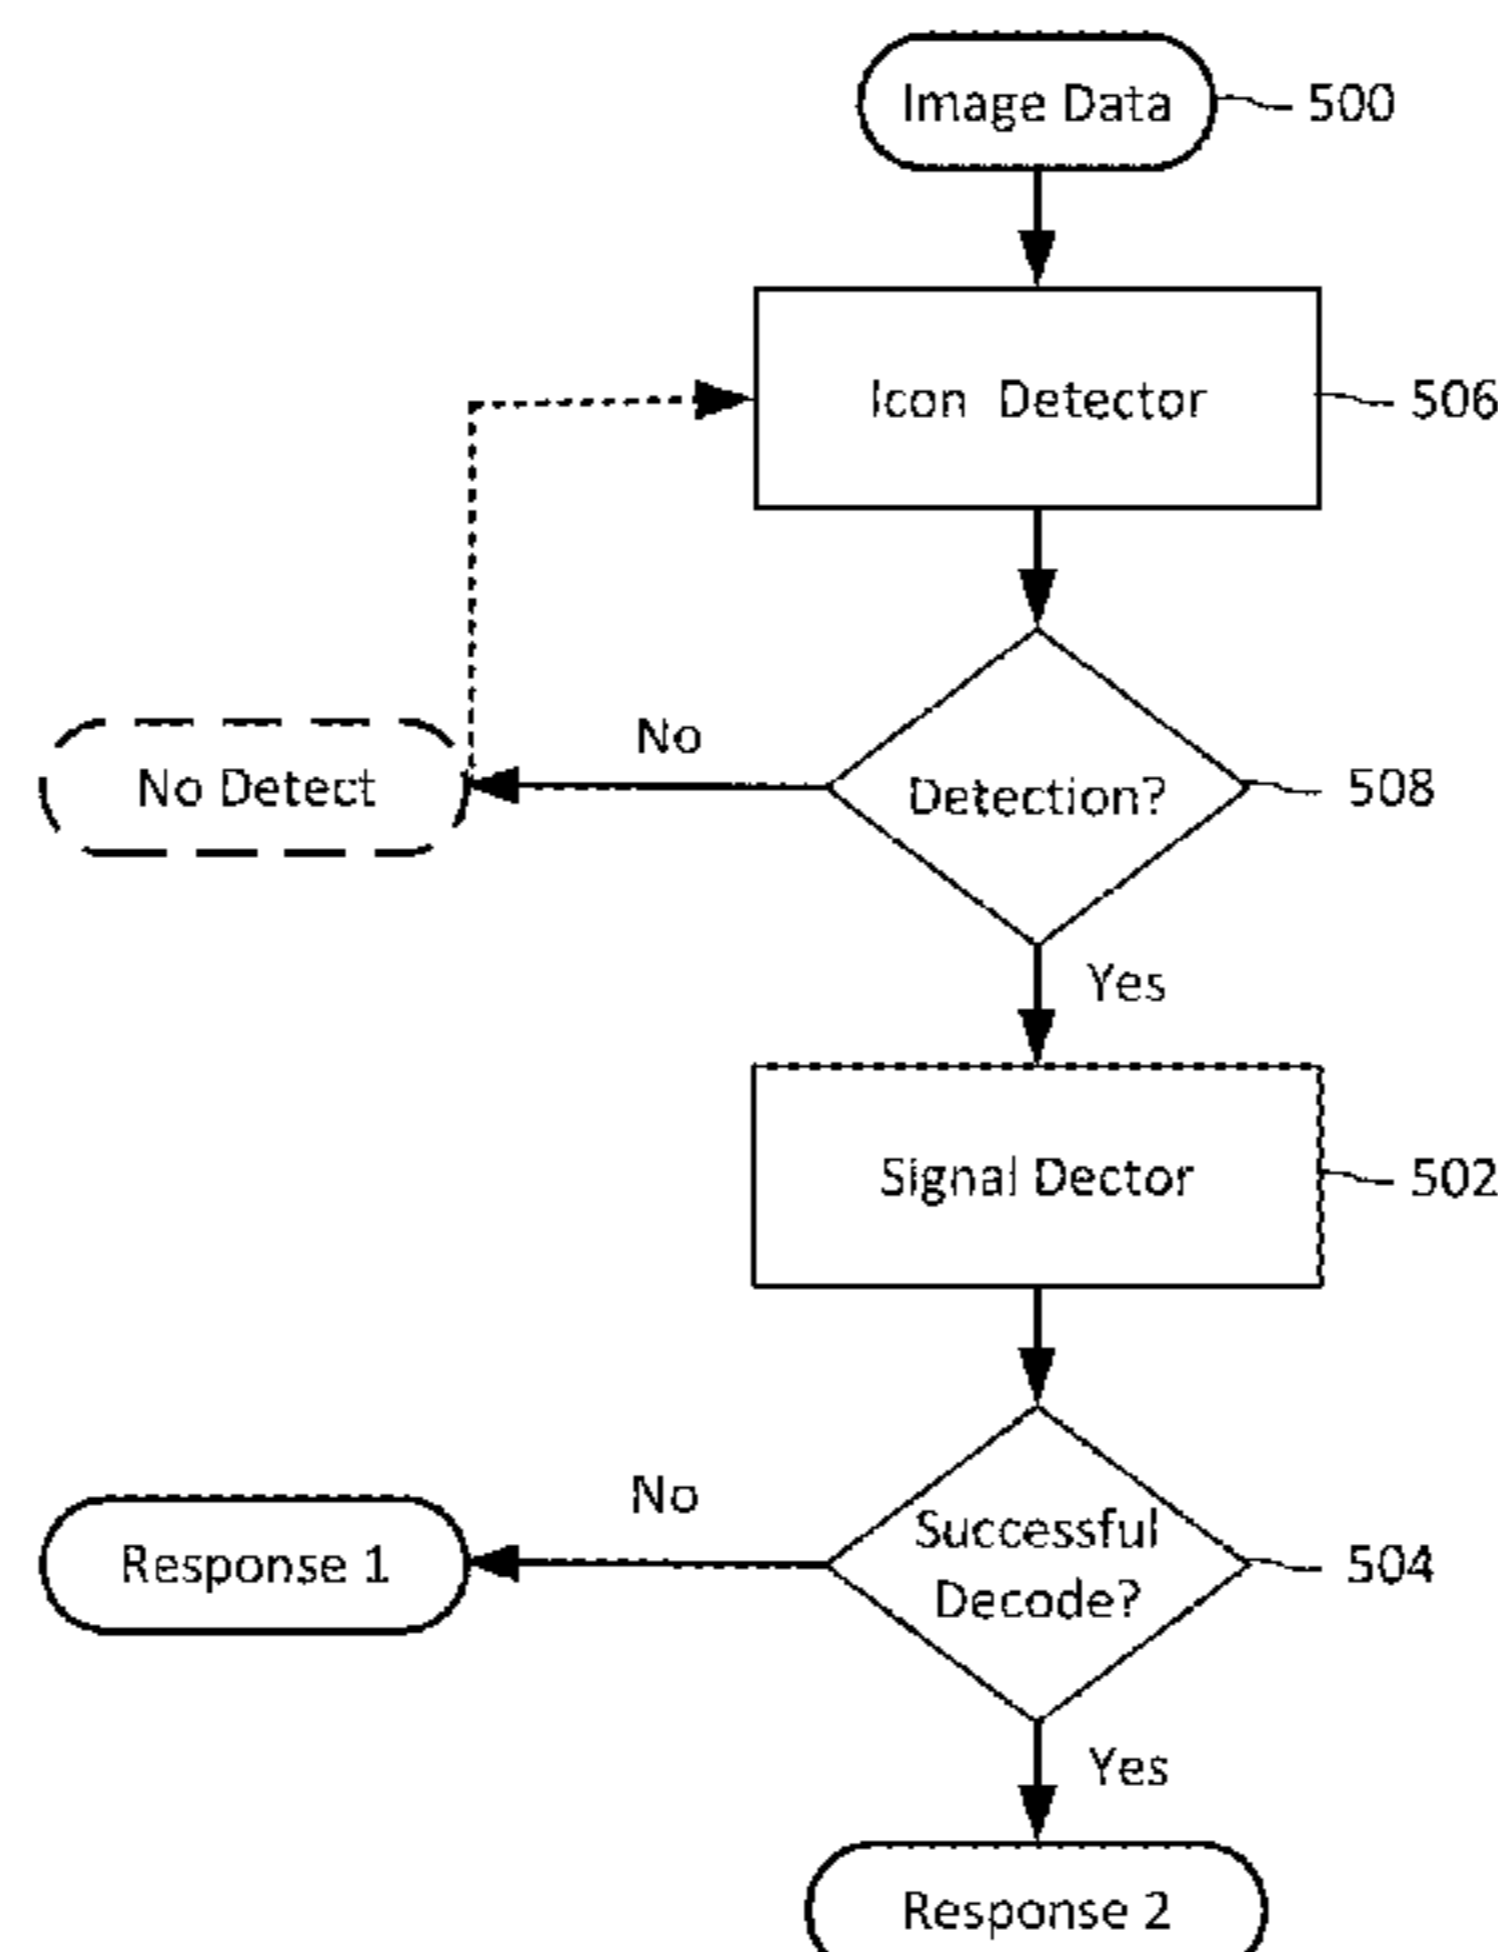 Image Data
500
Icon Detector
506
No
No Detect
Detection?
508
Yes
Signal Dector
502
No
Response 1
Successful
Decode?
504
Yes
Response 2